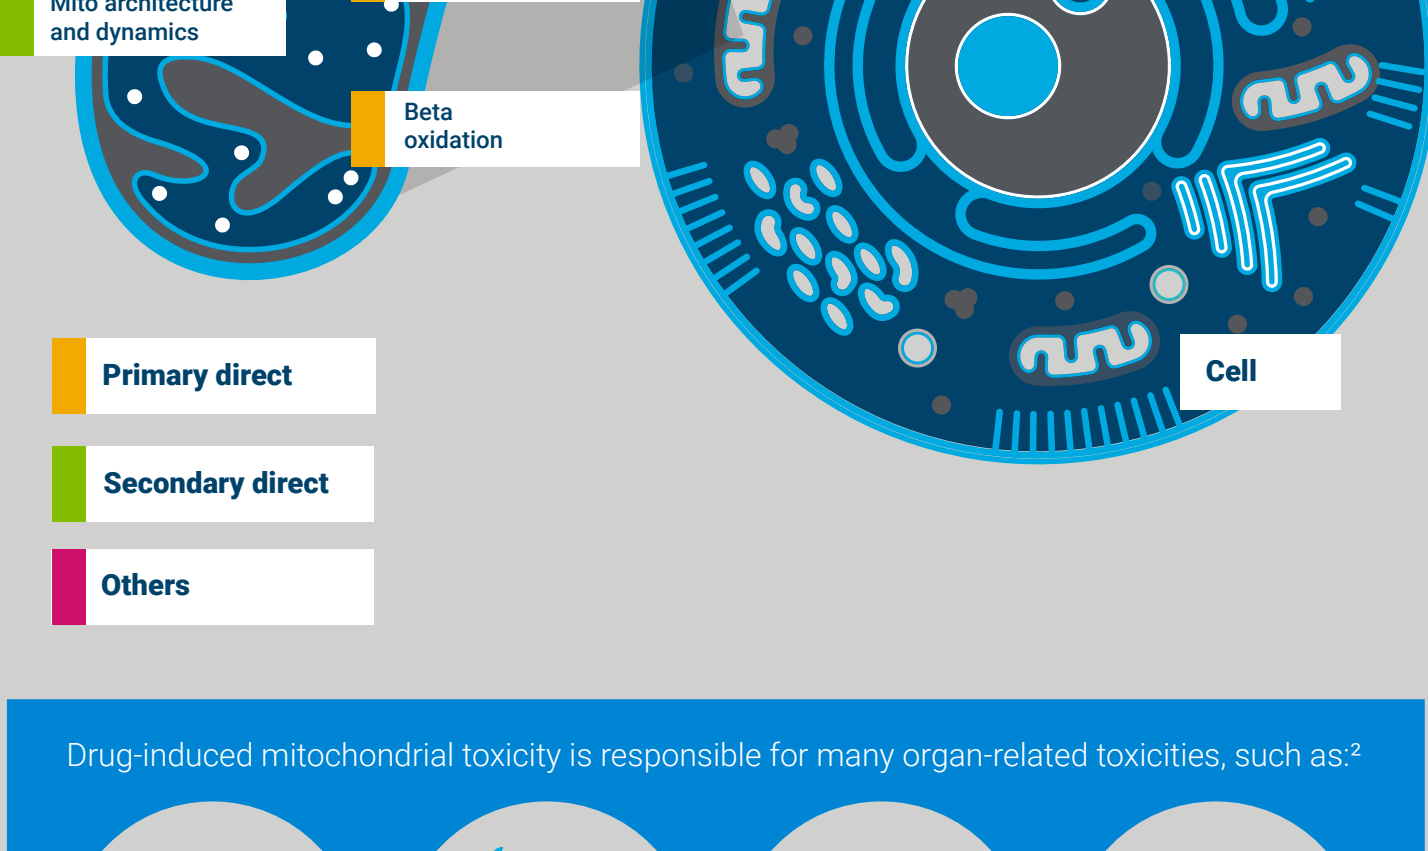 Mito architecture
and dynamics
Beta
oxidation
Primary direct
Cell
Secondary direct
Others
Drug-induced mitochondrial toxicity is responsible for many organ-related toxicities, such as:²